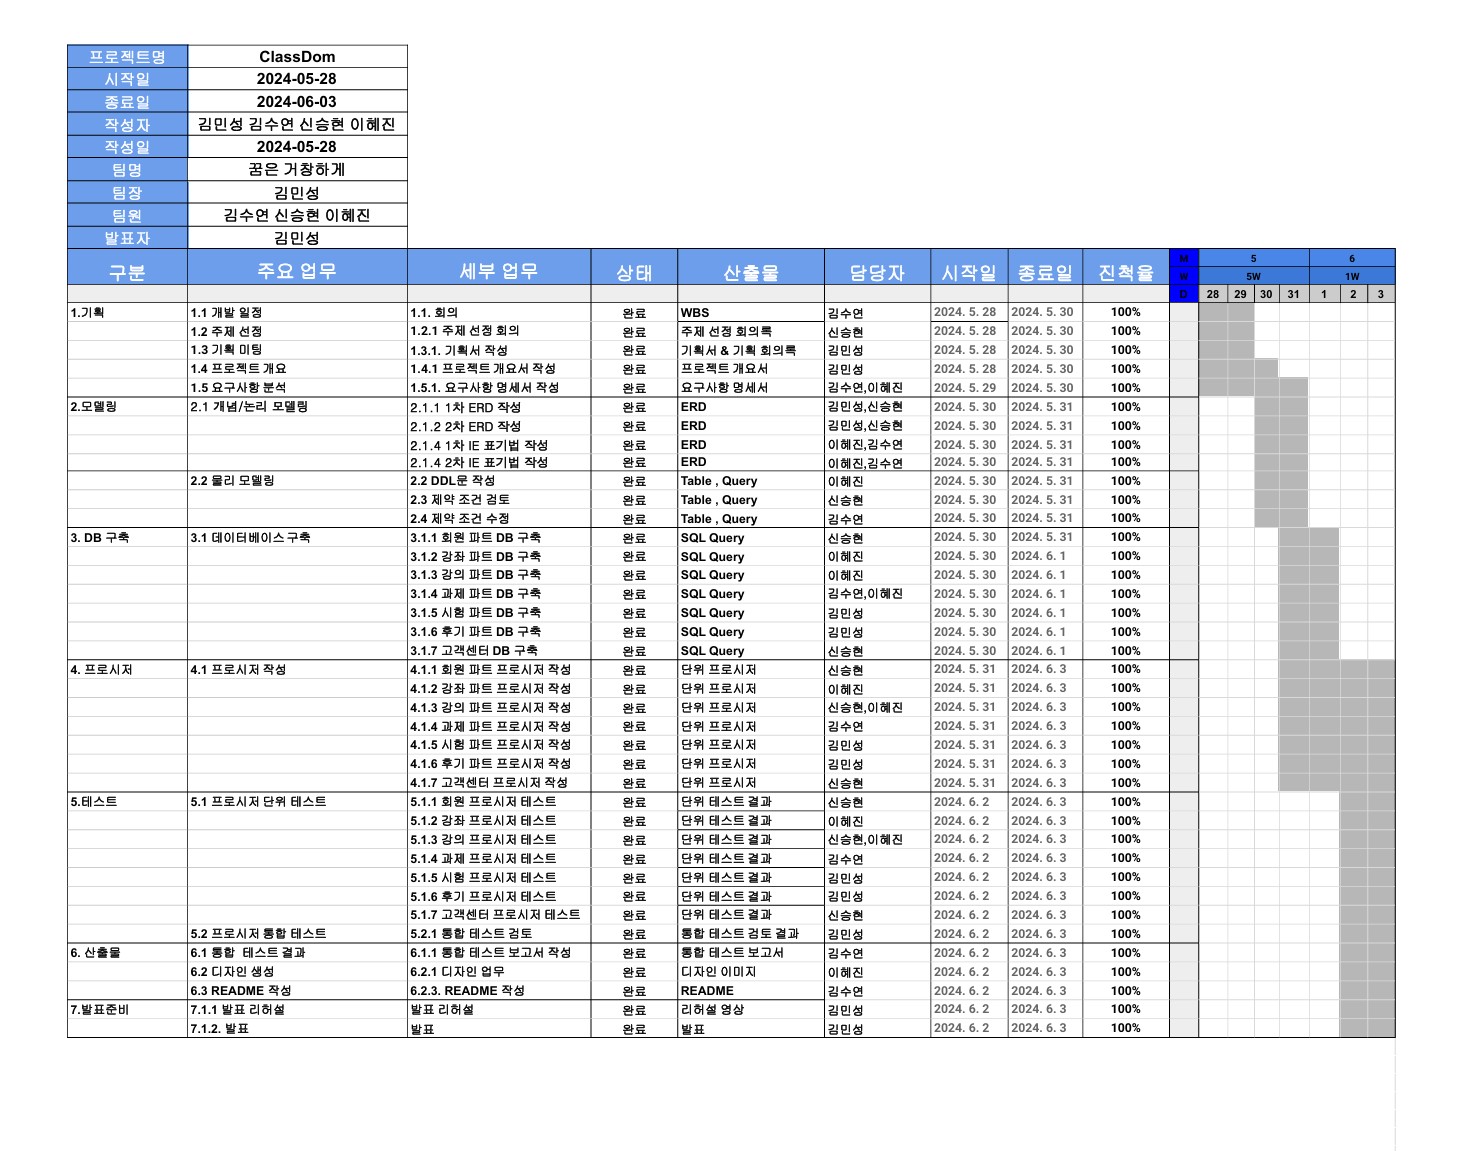 프로젝트명 ClassDom
시작일 2024-05-28
종료일 2024-06-03
작성자 김민성 김수연 신승현 이혜진
작성일 2024-05-28
팀명 꿈은 거창하게
팀장 김민성
팀원 김수연 신승현 이혜진
발표자 김민성
구분 주요 업무 세부 업무 상태 산출물 담당자 시작일 종료일 진척율 M 5 6
W 5W 1W
D 28 29 30 31 1 2 3
1.기획 1.1 개발 일정 1.1. 회의 완료 WBS 김수연 2024. 5. 28 2024. 5. 30 100%
1.2 주제 선정 1.2.1 주제 선정 회의 완료 주제 선정 회의록 신승현 2024. 5. 28 2024. 5. 30 100%
1.3 기획 미팅 1.3.1. 기획서 작성 완료 기획서 & 기획 회의록 김민성 2024. 5. 28 2024. 5. 30 100%
1.4 프로젝트 개요 1.4.1 프로젝트 개요서 작성 완료 프로젝트 개요서 김민성 2024. 5. 28 2024. 5. 30 100%
1.5 요구사항 분석 1.5.1. 요구사항 명세서 작성 완료 요구사항 명세서 김수연,이혜진 2024. 5. 29 2024. 5. 30 100%
2.모델링 2.1 개념/논리 모델링 2.1.1 1차 ERD 작성 완료 ERD 김민성,신승현 2024. 5. 30 2024. 5. 31 100%
2.1.2 2차 ERD 작성 완료 ERD 김민성,신승현 2024. 5. 30 2024. 5. 31 100%
2.1.4 1차 IE 표기법 작성 완료 ERD 이혜진,김수연 2024. 5. 30 2024. 5. 31 100%
2.1.4 2차 IE 표기법 작성 완료 ERD 이혜진,김수연 2024. 5. 30 2024. 5. 31 100%
2.2 물리 모델링 2.2 DDL문 작성 완료 Table , Query 이혜진 2024. 5. 30 2024. 5. 31 100%
2.3 제약 조건 검토 완료 Table , Query 신승현 2024. 5. 30 2024. 5. 31 100%
2.4 제약 조건 수정 완료 Table , Query 김수연 2024. 5. 30 2024. 5. 31 100%
3. DB 구축 3.1 데이터베이스 구축 3.1.1 회원 파트 DB 구축 완료 SQL Query 신승현 2024. 5. 30 2024. 5. 31 100%
3.1.2 강좌 파트 DB 구축 완료 SQL Query 이혜진 2024. 5. 30 2024. 6. 1 100%
3.1.3 강의 파트 DB 구축 완료 SQL Query 이혜진 2024. 5. 30 2024. 6. 1 100%
3.1.4 과제 파트 DB 구축 완료 SQL Query 김수연,이혜진 2024. 5. 30 2024. 6. 1 100%
3.1.5 시험 파트 DB 구축 완료 SQL Query 김민성 2024. 5. 30 2024. 6. 1 100%
3.1.6 후기 파트 DB 구축 완료 SQL Query 김민성 2024. 5. 30 2024. 6. 1 100%
3.1.7 고객센터 DB 구축 완료 SQL Query 신승현 2024. 5. 30 2024. 6. 1 100%
4. 프로시저 4.1 프로시저 작성 4.1.1 회원 파트 프로시저 작성 완료 단위 프로시저 신승현 2024. 5. 31 2024. 6. 3 100%
4.1.2 강좌 파트 프로시저 작성 완료 단위 프로시저 이혜진 2024. 5. 31 2024. 6. 3 100%
4.1.3 강의 파트 프로시저 작성 완료 단위 프로시저 신승현,이혜진 2024. 5. 31 2024. 6. 3 100%
4.1.4 과제 파트 프로시저 작성 완료 단위 프로시저 김수연 2024. 5. 31 2024. 6. 3 100%
4.1.5 시험 파트 프로시저 작성 완료 단위 프로시저 김민성 2024. 5. 31 2024. 6. 3 100%
4.1.6 후기 파트 프로시저 작성 완료 단위 프로시저 김민성 2024. 5. 31 2024. 6. 3 100%
4.1.7 고객센터 프로시저 작성 완료 단위 프로시저 신승현 2024. 5. 31 2024. 6. 3 100%
5.테스트 5.1 프로시저 단위 테스트 5.1.1 회원 프로시저 테스트 완료 단위 테스트 결과 신승현 2024. 6. 2 2024. 6. 3 100%
5.1.2 강좌 프로시저 테스트 완료 단위 테스트 결과 이혜진 2024. 6. 2 2024. 6. 3 100%
5.1.3 강의 프로시저 테스트 완료 단위 테스트 결과 신승현,이혜진 2024. 6. 2 2024. 6. 3 100%
5.1.4 과제 프로시저 테스트 완료 단위 테스트 결과 김수연 2024. 6. 2 2024. 6. 3 100%
5.1.5 시험 프로시저 테스트 완료 단위 테스트 결과 김민성 2024. 6. 2 2024. 6. 3 100%
5.1.6 후기 프로시저 테스트 완료 단위 테스트 결과 김민성 2024. 6. 2 2024. 6. 3 100%
5.1.7 고객센터 프로시저 테스트 완료 단위 테스트 결과 신승현 2024. 6. 2 2024. 6. 3 100%
5.2 프로시저 통합 테스트 5.2.1 통합 테스트 검토 완료 통합 테스트 검토 결과 김민성 2024. 6. 2 2024. 6. 3 100%
6. 산출물 6.1 통합 테스트 결과 6.1.1 통합 테스트 보고서 작성 완료 통합 테스트 보고서 김수연 2024. 6. 2 2024. 6. 3 100%
6.2 디자인 생성 6.2.1 디자인 업무 완료 디자인 이미지 이혜진 2024. 6. 2 2024. 6. 3 100%
6.3 README 작성 6.2.3. README 작성 완료 README 김수연 2024. 6. 2 2024. 6. 3 100%
7.발표준비 7.1.1 발표 리허설 발표 리허설 완료 리허설 영상 김민성 2024. 6. 2 2024. 6. 3 100%
7.1.2. 발표 발표 완료 발표 김민성 2024. 6. 2 2024. 6. 3 100%